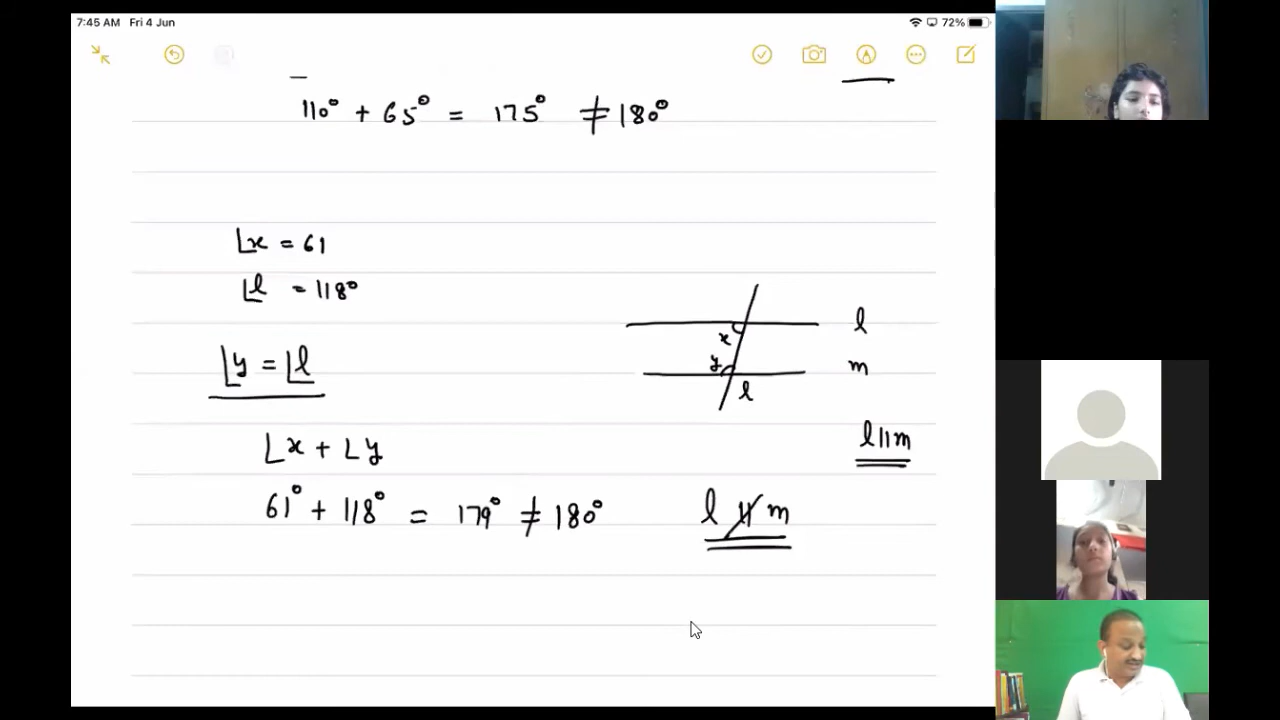 7:45 AM Fri 4 Jun
72%
110° + 65° = 175° ≠ 180°
∠x = 61
∠l = 118°
l
x
∠y = ∠l
y
m
l
∠x + ∠y
l || m
61° + 118° = 179° ≠ 180°
l ∦ m